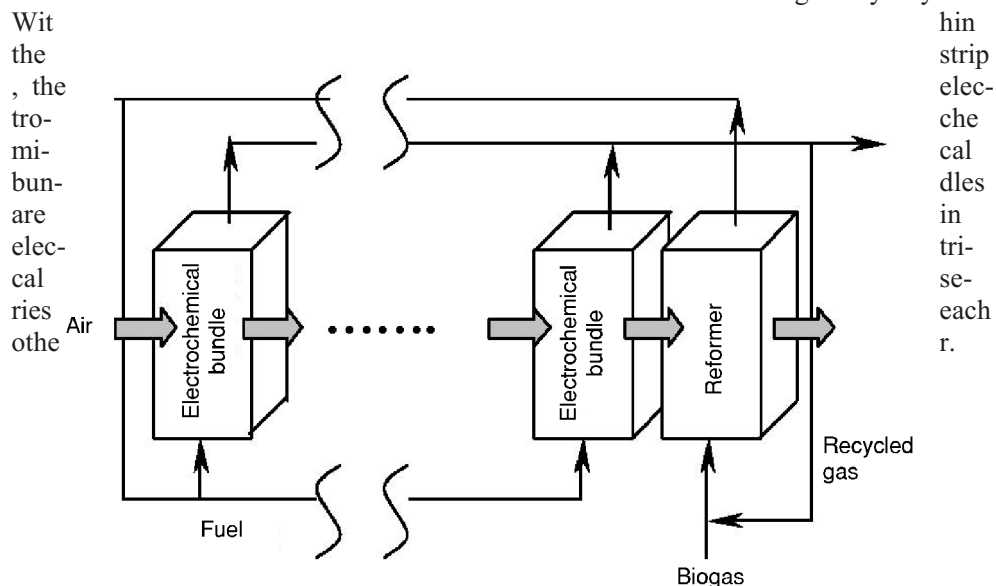 Wit hin
the strip
, the elec-
tro- che
mi- cal
bun- dles
are in
elec- tri-
cal se-
ries each
othe r.
Air
Electrochemical
bundle
Electrochemical
bundle
Reformer
Recycled
gas
Fuel
Biogas